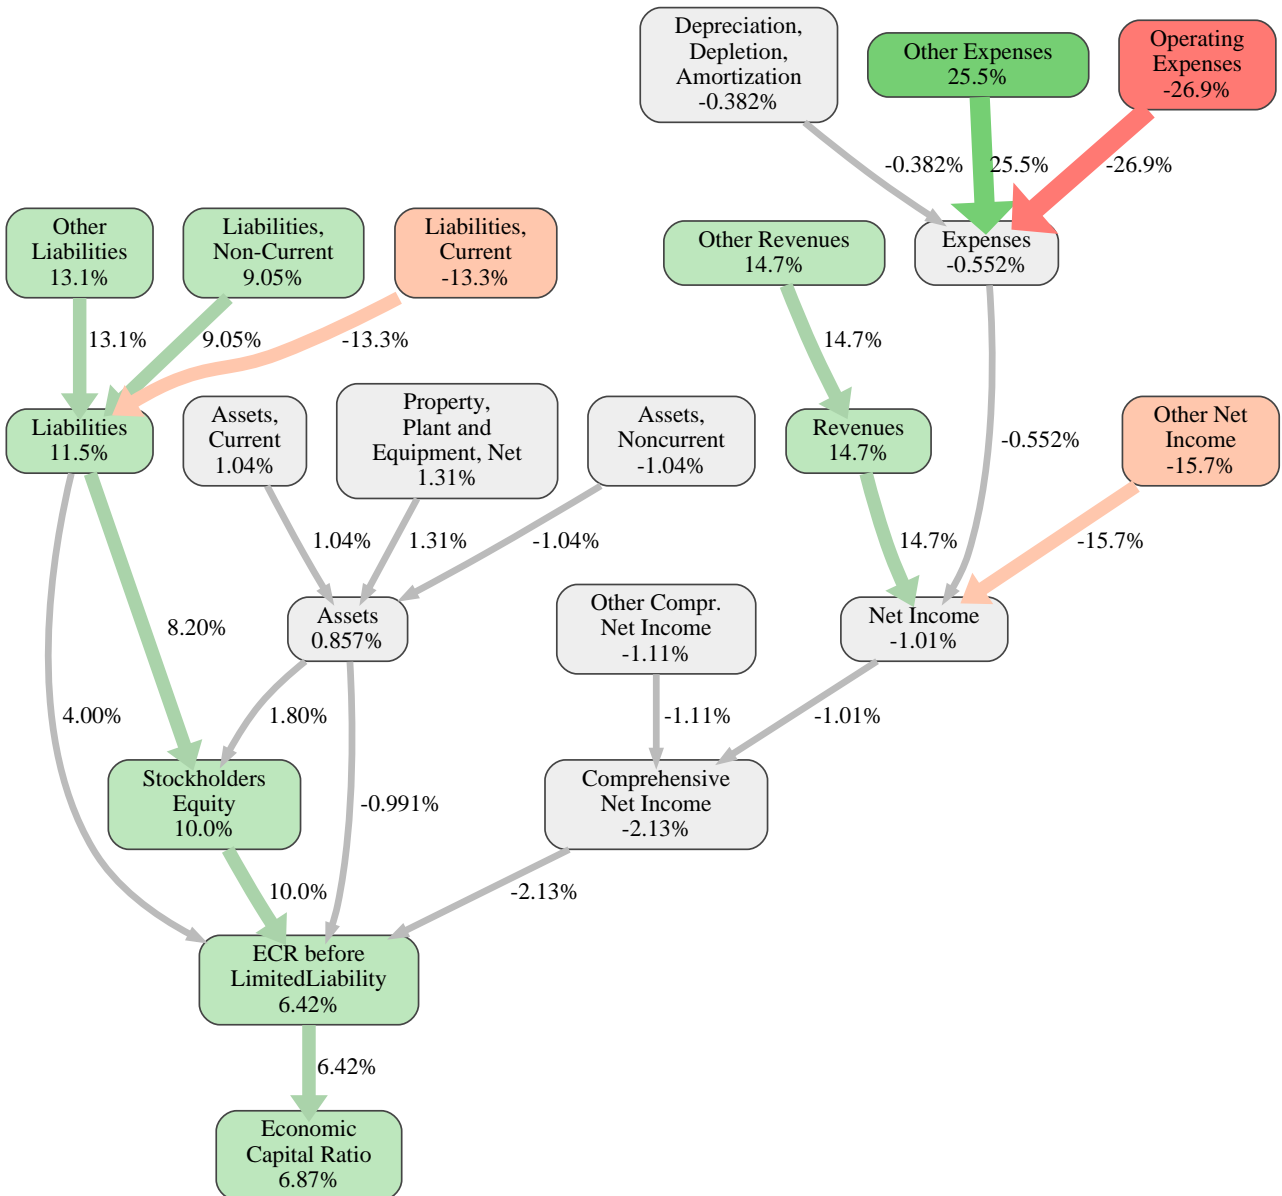 Depreciation,
Depletion,
Amortization
-0.382%
Other Expenses
25.5%
Operating
Expenses
-26.9%
-0.382%
25.5%
-26.9%
Other
Liabilities
13.1%
Liabilities,
Non-Current
9.05%
Liabilities,
Current
-13.3%
Other Revenues
14.7%
Expenses
-0.552%
13.1%
9.05%
-13.3%
14.7%
-0.552%
Liabilities
11.5%
Assets,
Current
1.04%
Property,
Plant and
Equipment, Net
1.31%
Assets,
Noncurrent
-1.04%
Revenues
14.7%
Other Net
Income
-15.7%
1.04%
1.31%
-1.04%
14.7%
-15.7%
8.20%
Assets
0.857%
Other Compr.
Net Income
-1.11%
Net Income
-1.01%
4.00%
1.80%
-0.991%
-1.11%
-1.01%
Stockholders
Equity
10.0%
Comprehensive
Net Income
-2.13%
10.0%
-2.13%
ECR before
LimitedLiability
6.42%
6.42%
Economic
Capital Ratio
6.87%